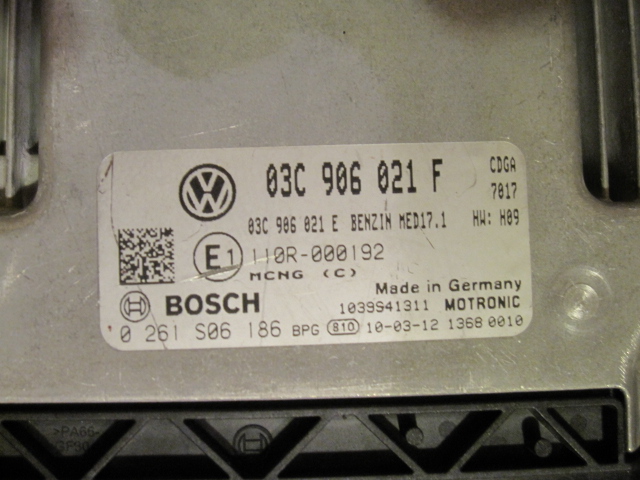 03C 906 021 F CDGA
7017
03C 906 021 E BENZIN MED17.1 HW: H09
E1 110R-000192
MCNG (C)
Made in Germany
BOSCH 1039S41311 MOTRONIC
0 261 S06 186 BPG 810 10-03-12 1368 0010
>PA66-